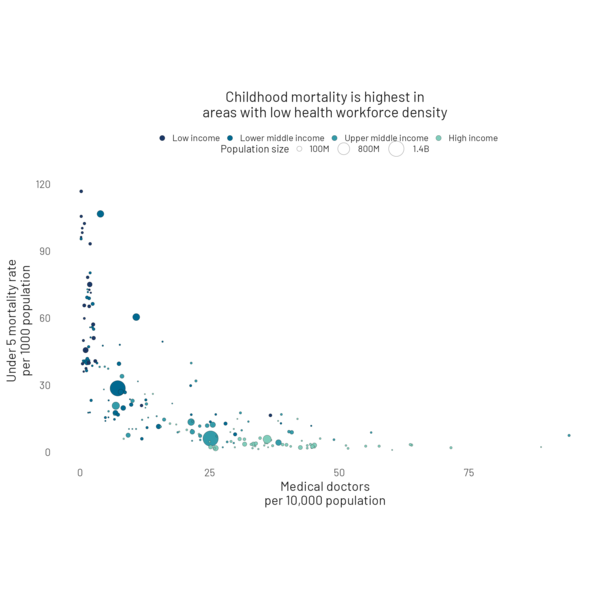 Childhood mortality is highest in
areas with low health workforce density
Low income Lower middle income Upper middle income High income
Population size 100M 800M 1.4B
Under 5 mortality rate
per 1000 population
120
90
60
30
0
0 25 50 75
Medical doctors
per 10,000 population